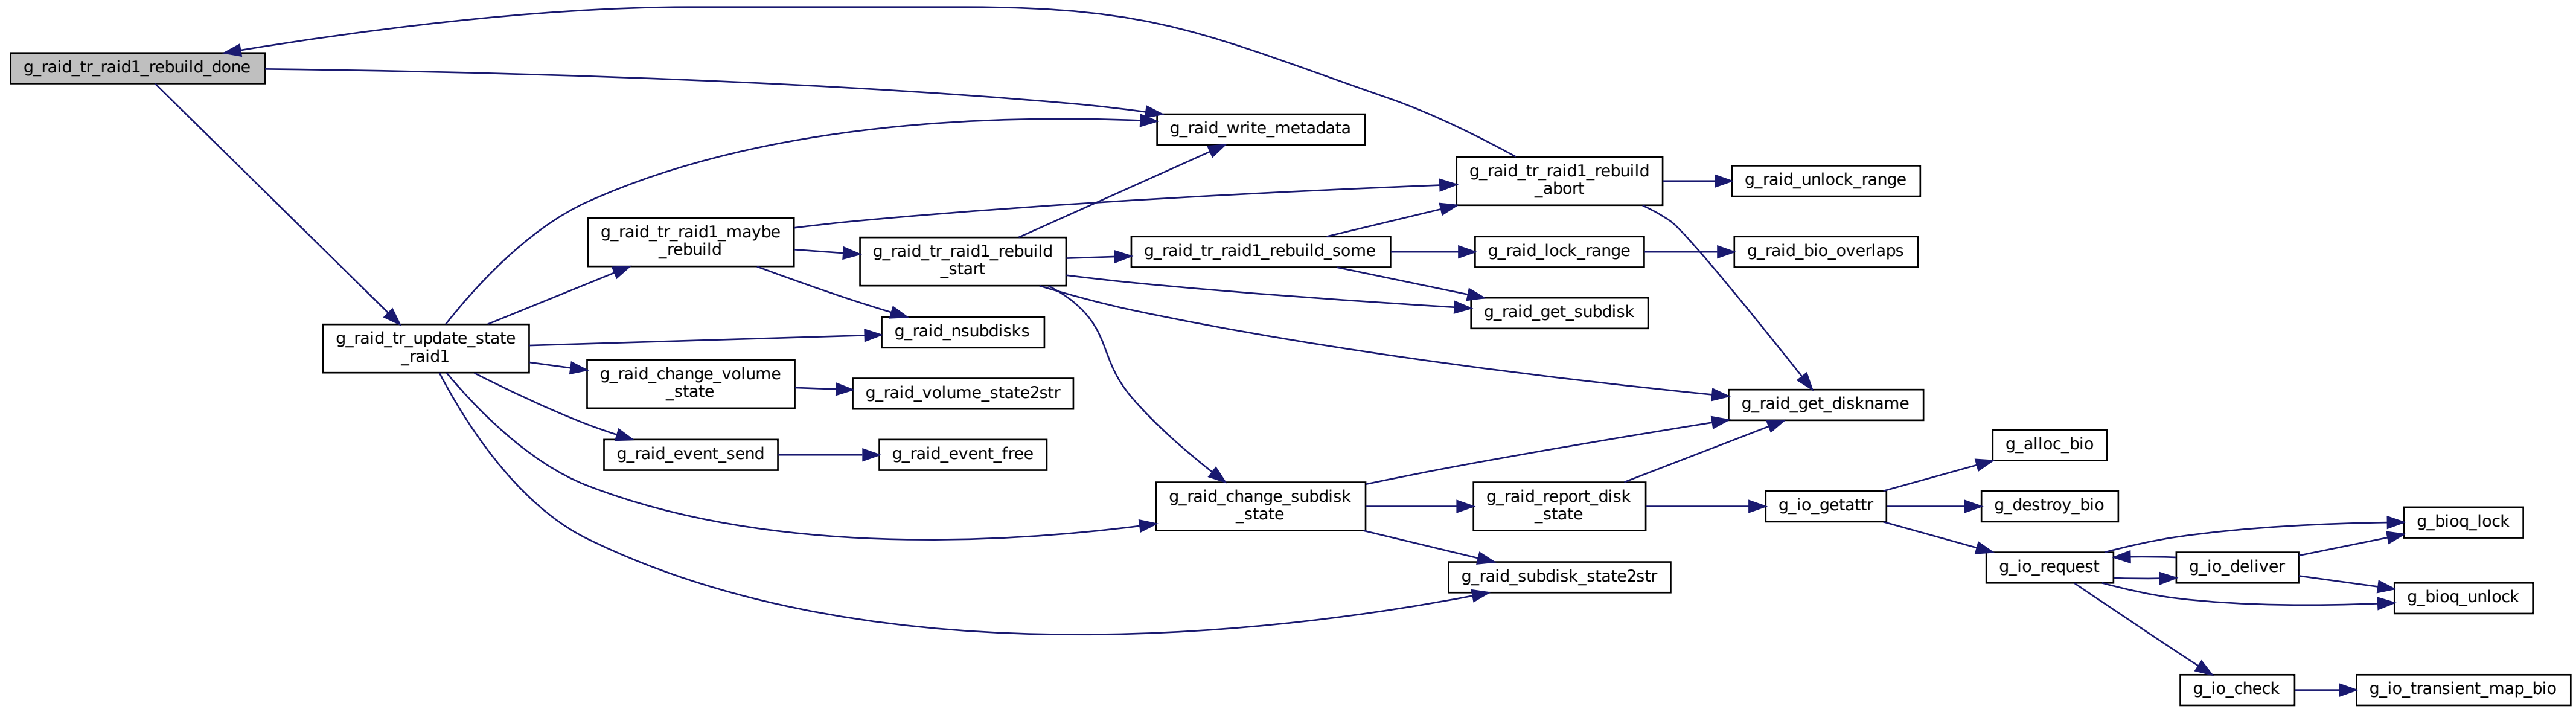 g_raid_tr_raid1_rebuild_done
g_raid_tr_update_state
_raid1
g_raid_tr_raid1_maybe
_rebuild
g_raid_change_volume
_state
g_raid_event_send
g_raid_tr_raid1_rebuild
_start
g_raid_nsubdisks
g_raid_volume_state2str
g_raid_event_free
g_raid_write_metadata
g_raid_tr_raid1_rebuild_some
g_raid_change_subdisk
_state
g_raid_tr_raid1_rebuild
_abort
g_raid_lock_range
g_raid_get_subdisk
g_raid_report_disk
_state
g_raid_subdisk_state2str
g_raid_unlock_range
g_raid_bio_overlaps
g_raid_get_diskname
g_io_getattr
g_alloc_bio
g_destroy_bio
g_io_request
g_io_deliver
g_io_check
g_bioq_lock
g_bioq_unlock
g_io_transient_map_bio